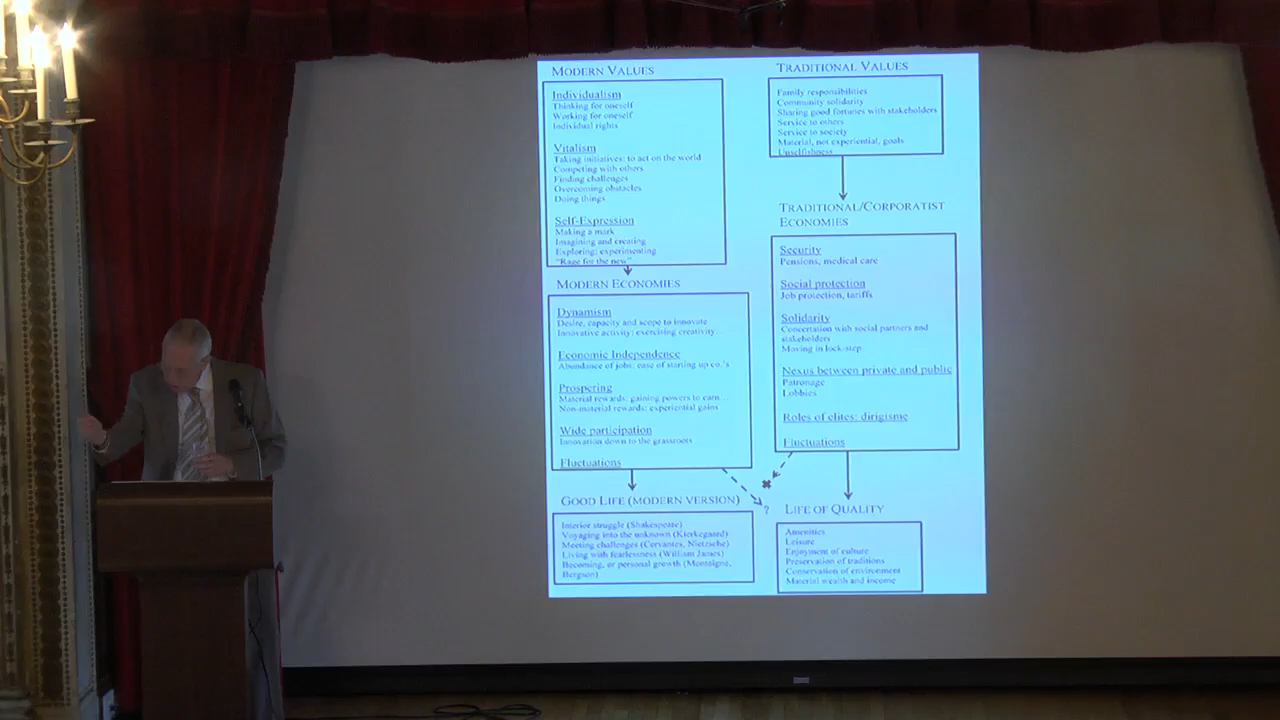 MODERN VALUES
Individualism
Thinking for oneself
Working for oneself
Individual rights
Vitalism
Taking initiatives: to act on the world
Competing with others
Finding challenges
Overcoming obstacles
Doing things
Self-Expression
Making a mark
Imagining and creating
Exploring; experimenting
"Rage for the new"
MODERN ECONOMIES
Dynamism
Desire, capacity and scope to innovate
Innovative activity: exercising creativity…
Economic Independence
Abundance of jobs: ease of starting up co.'s
Prospering
Material rewards: gaining powers to earn…
Non-material rewards: experiential gains
Wide participation
Innovation down to the grassroots
Fluctuations
GOOD LIFE (MODERN VERSION)
Interior struggle (Shakespeare)
Voyaging into the unknown (Kierkegaard)
Meeting challenges (Cervantes, Nietzsche)
Living with fearlessness (William James)
Becoming, or personal growth (Montaigne,
Bergson)
TRADITIONAL VALUES
Family responsibilities
Community solidarity
Sharing good fortunes with stakeholders
Service to others
Service to society
Material, not experiential, goals
Unselfishness
TRADITIONAL/CORPORATIST
ECONOMIES
Security
Pensions, medical care
Social protection
Job protection, tariffs
Solidarity
Concertation with social partners and
stakeholders
Moving in lock-step
Nexus between private and public
Patronage
Lobbies
Roles of elites; dirigisme
Fluctuations
?
LIFE OF QUALITY
Amenities
Leisure
Enjoyment of culture
Preservation of traditions
Conservation of environment
Material wealth and income